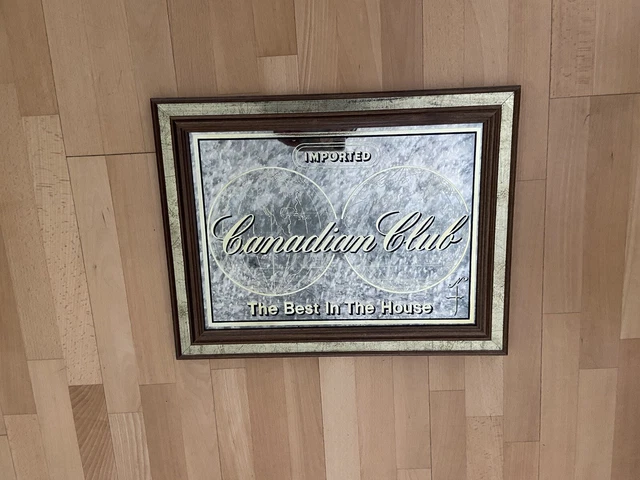 IMPORTED
Canadian Club
The Best In The House